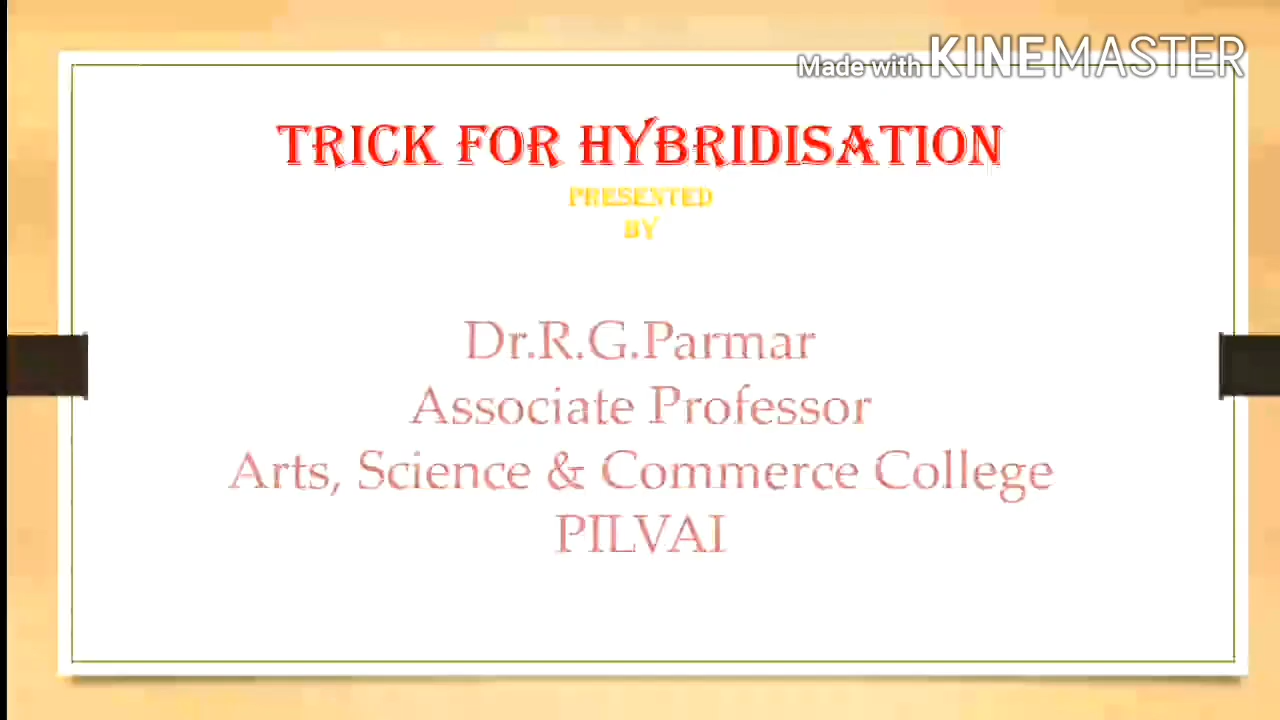 Made with KINEMASTER
TRICK FOR HYBRIDISATION
PRESENTED
BY
Dr.R.G.Parmar
Associate Professor
Arts, Science & Commerce College
PILVAI